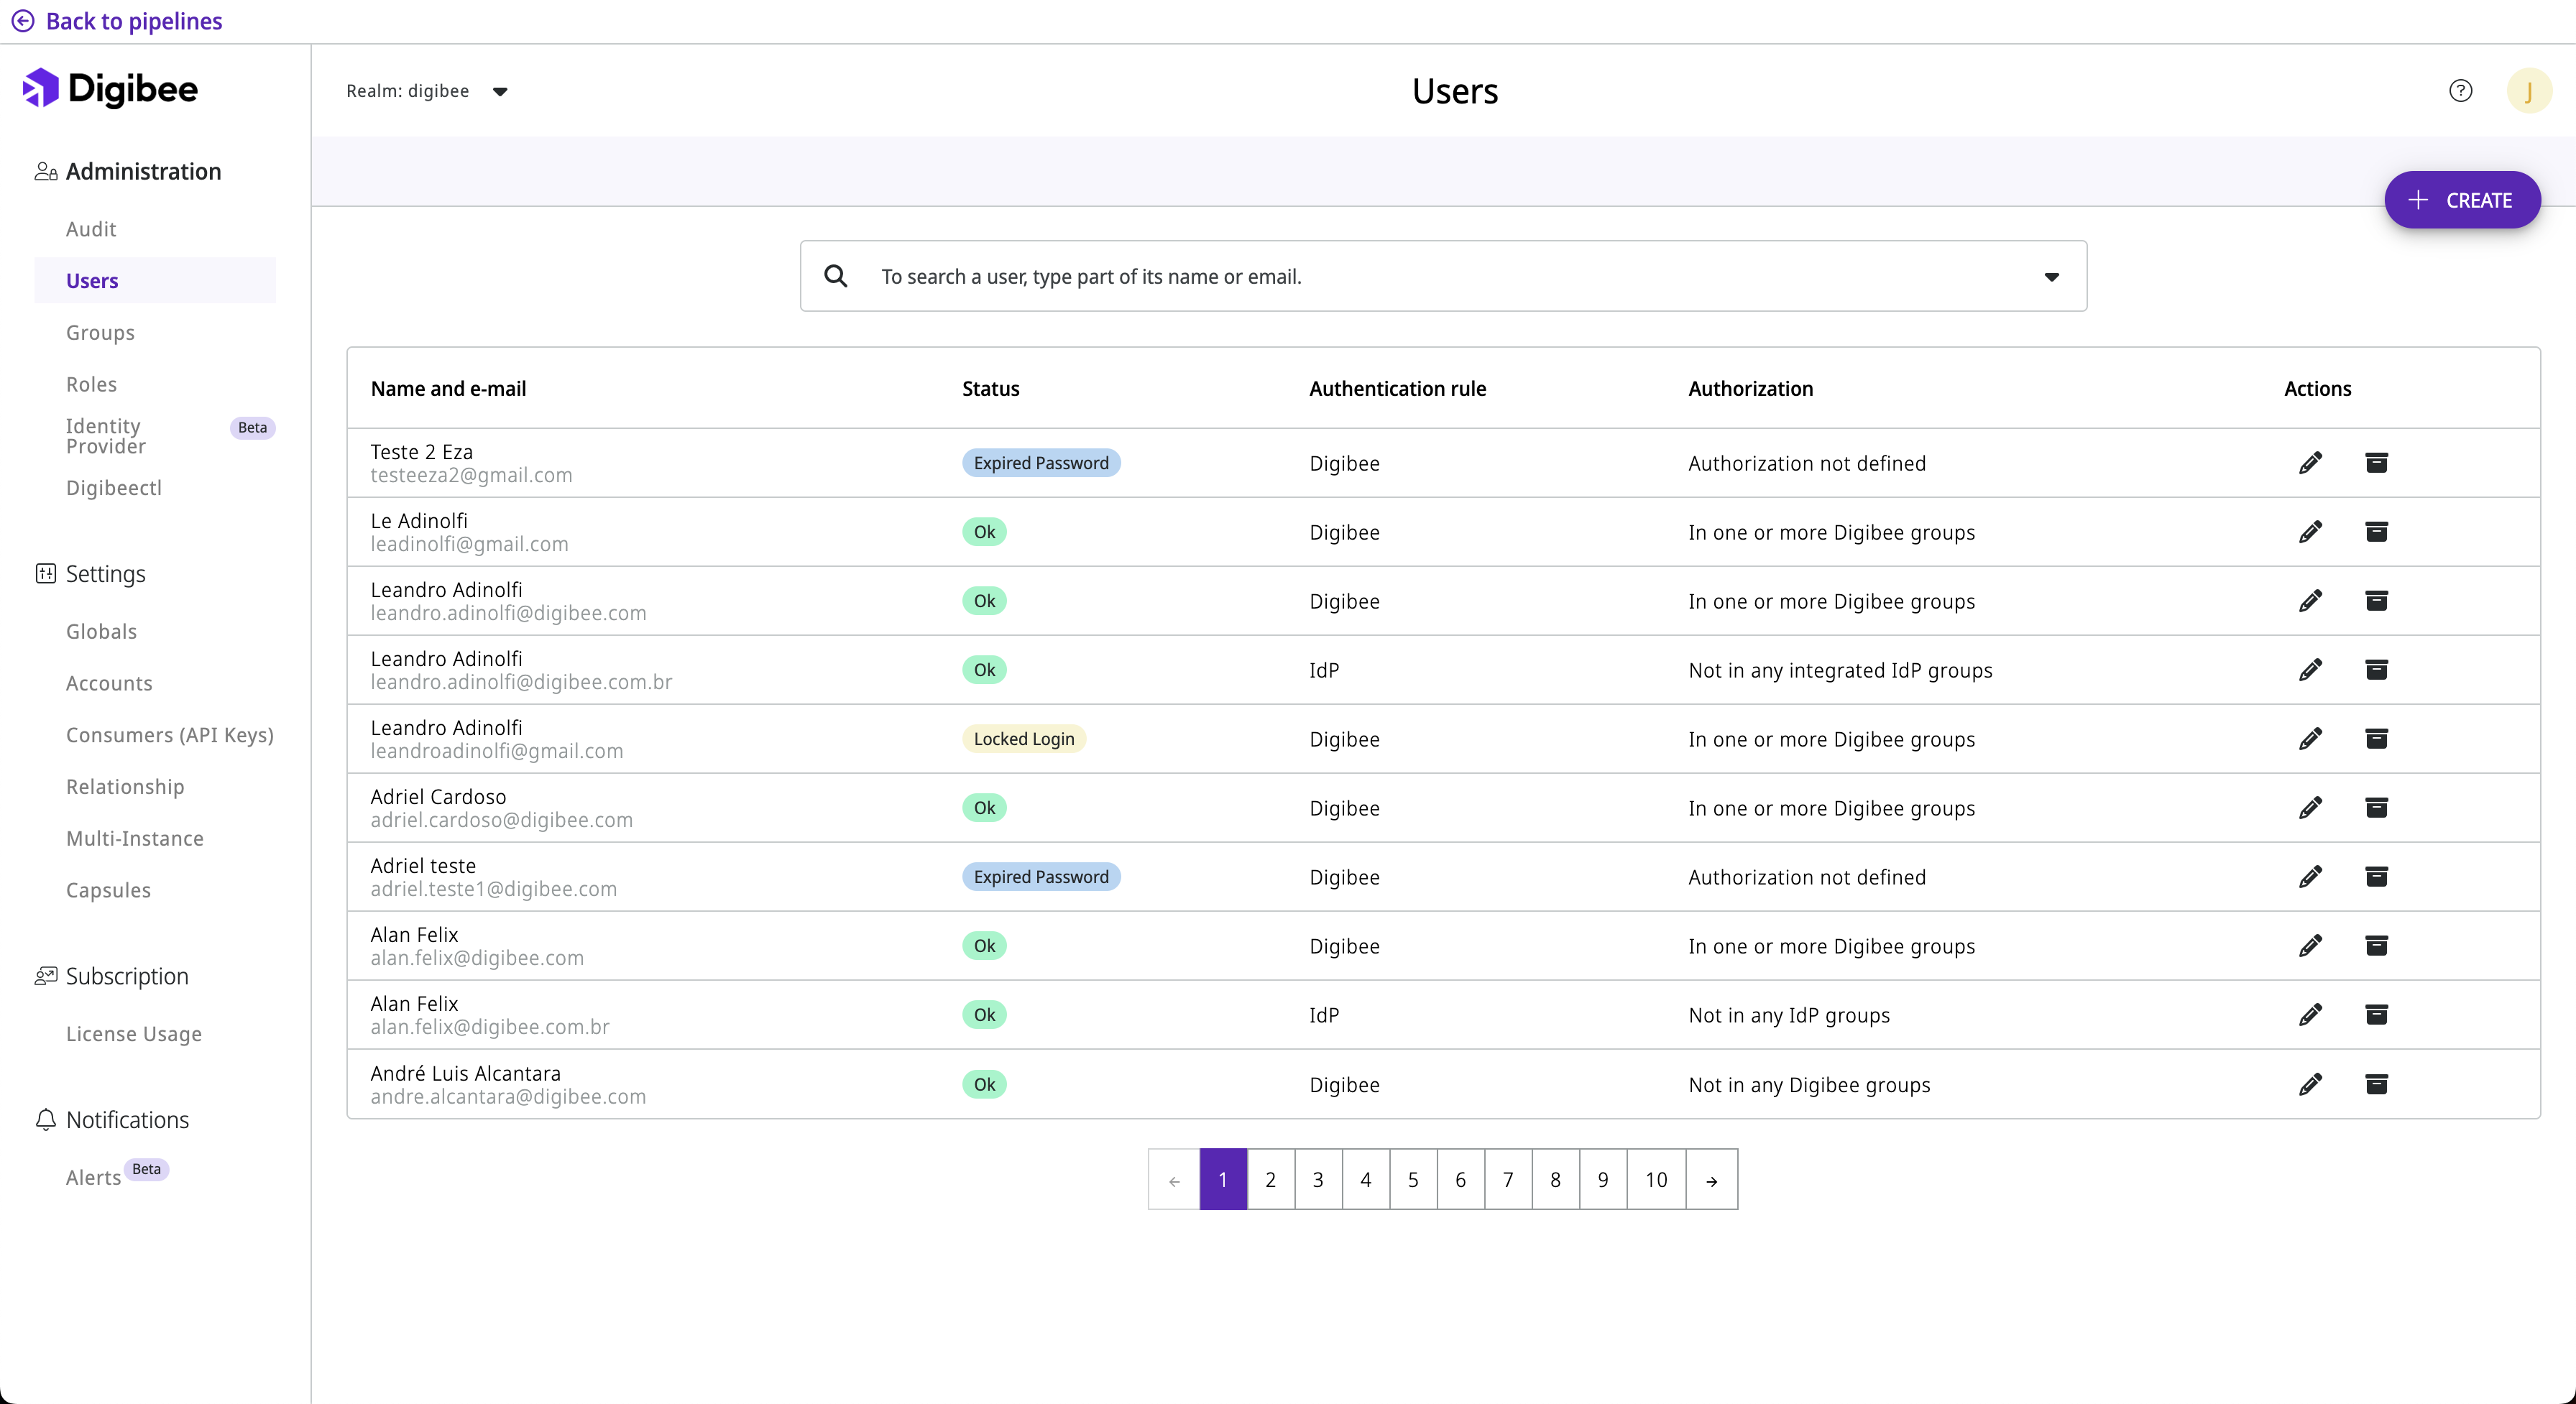 Back to pipelines
Digibee
Realm: digibee
Users
?
J
Administration
Audit
Users
Groups
Roles
Identity Provider Beta
Digibeectl
Settings
Globals
Accounts
Consumers (API Keys)
Relationship
Multi-Instance
Capsules
Subscription
License Usage
Notifications
Alerts Beta
+ CREATE
To search a user, type part of its name or email.
Name and e-mail Status Authentication rule Authorization Actions
Teste 2 Eza
testeeza2@gmail.com Expired Password Digibee Authorization not defined
Le Adinolfi
leadinolfi@gmail.com Ok Digibee In one or more Digibee groups
Leandro Adinolfi
leandro.adinolfi@digibee.com Ok Digibee In one or more Digibee groups
Leandro Adinolfi
leandro.adinolfi@digibee.com.br Ok IdP Not in any integrated IdP groups
Leandro Adinolfi
leandroadinolfi@gmail.com Locked Login Digibee In one or more Digibee groups
Adriel Cardoso
adriel.cardoso@digibee.com Ok Digibee In one or more Digibee groups
Adriel teste
adriel.teste1@digibee.com Expired Password Digibee Authorization not defined
Alan Felix
alan.felix@digibee.com Ok Digibee In one or more Digibee groups
Alan Felix
alan.felix@digibee.com.br Ok IdP Not in any IdP groups
André Luis Alcantara
andre.alcantara@digibee.com Ok Digibee Not in any Digibee groups
← 1 2 3 4 5 6 7 8 9 10 →